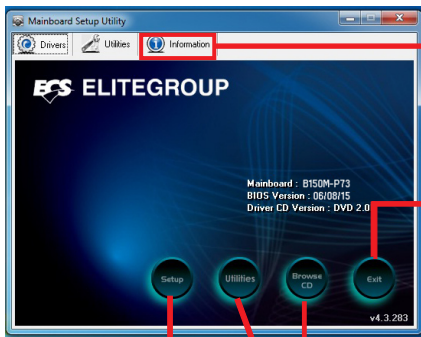 Mainboard Setup Utility
Drivers Utilities Information
ECS ELITEGROUP
Mainboard : B150M-P73
BIOS Version : 06/08/15
Driver CD Version : DVD 2.0
Setup Utilities Browse CD Exit
v4.3.283